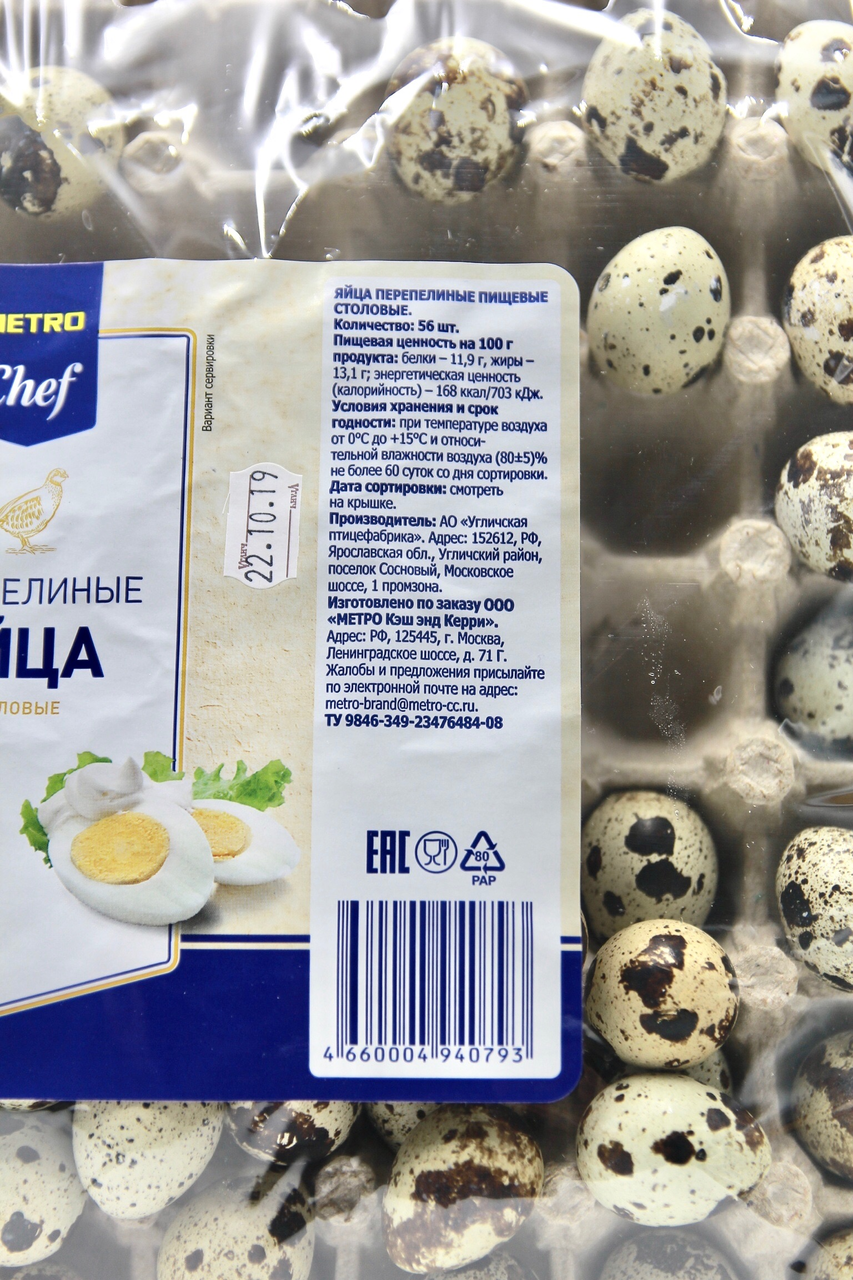 METRO
Chef
ЕЛИНЫЕ
ЙЦА
ЛОВЫЕ
Вариант сервировки
22.10.19
ЯЙЦА ПЕРЕПЕЛИНЫЕ ПИЩЕВЫЕ
СТОЛОВЫЕ.
Количество: 56 шт.
Пищевая ценность на 100 г
продукта: белки – 11,9 г, жиры –
13,1 г; энергетическая ценность
(калорийность) – 168 ккал/703 кДж.
Условия хранения и срок
годности: при температуре воздуха
от 0°С до +15°С и относи-
тельной влажности воздуха (80±5)%
не более 60 суток со дня сортировки.
Дата сортировки: смотреть
на крышке.
Производитель: АО «Угличская
птицефабрика». Адрес: 152612, РФ,
Ярославская обл., Угличский район,
поселок Сосновый, Московское
шоссе, 1 промзона.
Изготовлено по заказу ООО
«МЕТРО Кэш энд Керри».
Адрес: РФ, 125445, г. Москва,
Ленинградское шоссе, д. 71 Г.
Жалобы и предложения присылайте
по электронной почте на адрес:
metro-brand@metro-cc.ru.
ТУ 9846-349-23476484-08
EAC
80
PAP
4 660004 940793